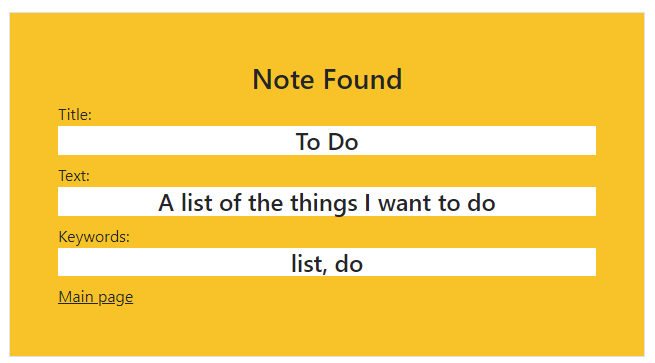 Note Found
Title:
To Do
Text:
A list of the things I want to do
Keywords:
list, do
Main page